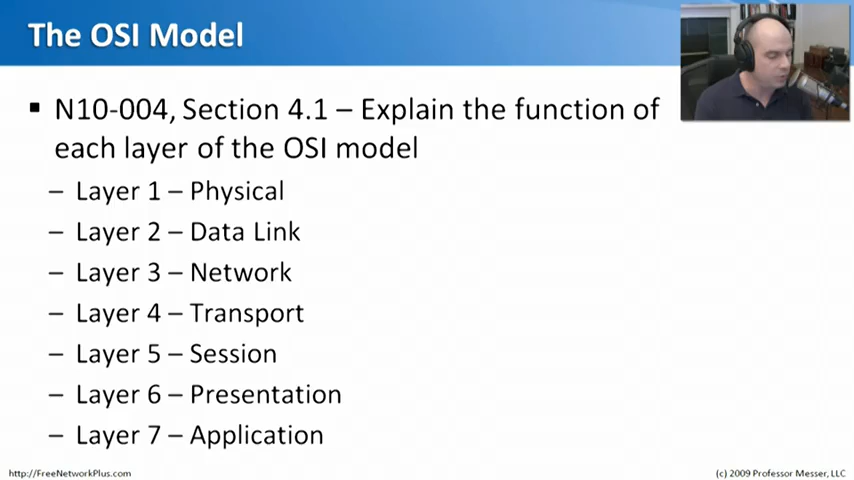 The OSI Model
▪ N10-004, Section 4.1 – Explain the function of
each layer of the OSI model
– Layer 1 – Physical
– Layer 2 – Data Link
– Layer 3 – Network
– Layer 4 – Transport
– Layer 5 – Session
– Layer 6 – Presentation
– Layer 7 – Application
http://FreeNetworkPlus.com
(c) 2009 Professor Messer, LLC